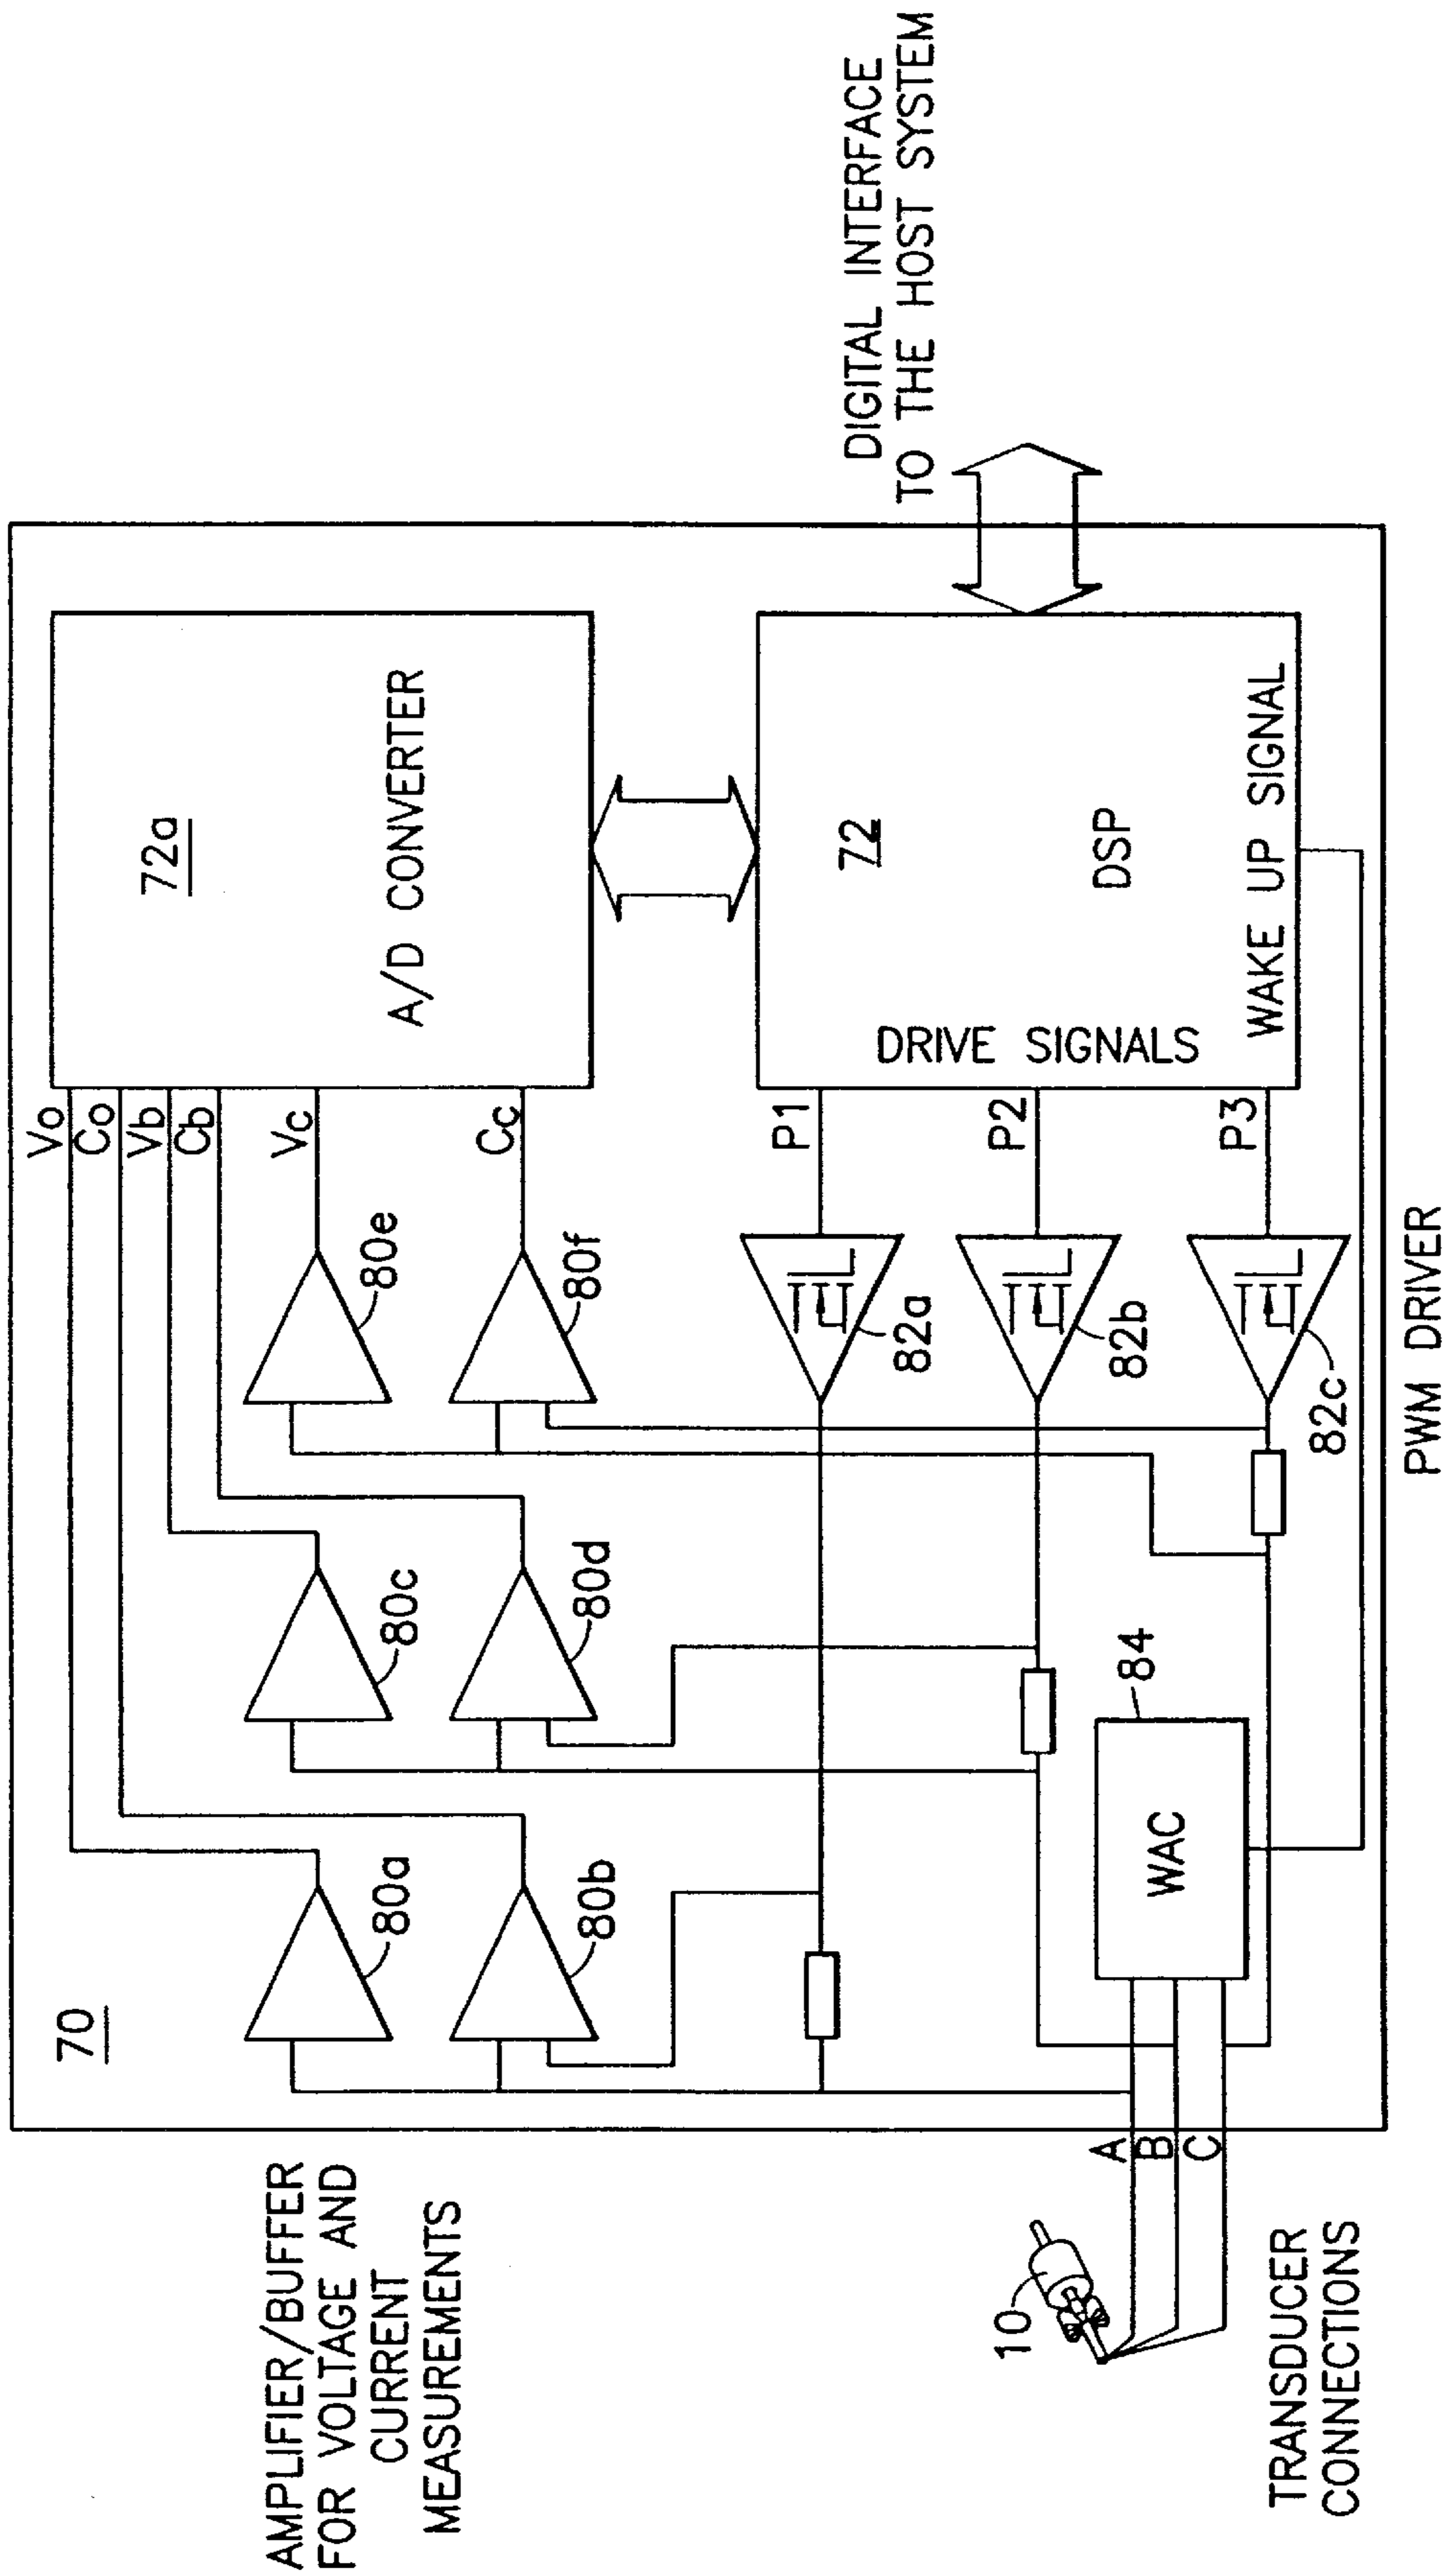 70
Vo
Co
Vb
Cb
Vc
Cc
72a
A/D CONVERTER
80a
80b
80c
80d
80e
80f
AMPLIFIER/BUFFER
FOR VOLTAGE AND
CURRENT
MEASUREMENTS
P1
P2
P3
DRIVE SIGNALS
72
DSP
WAKE UP SIGNAL
DIGITAL INTERFACE
TO THE HOST SYSTEM
82a
82b
82c
84
WAC
A
B
C
10
TRANSDUCER
CONNECTIONS
PWM DRIVER